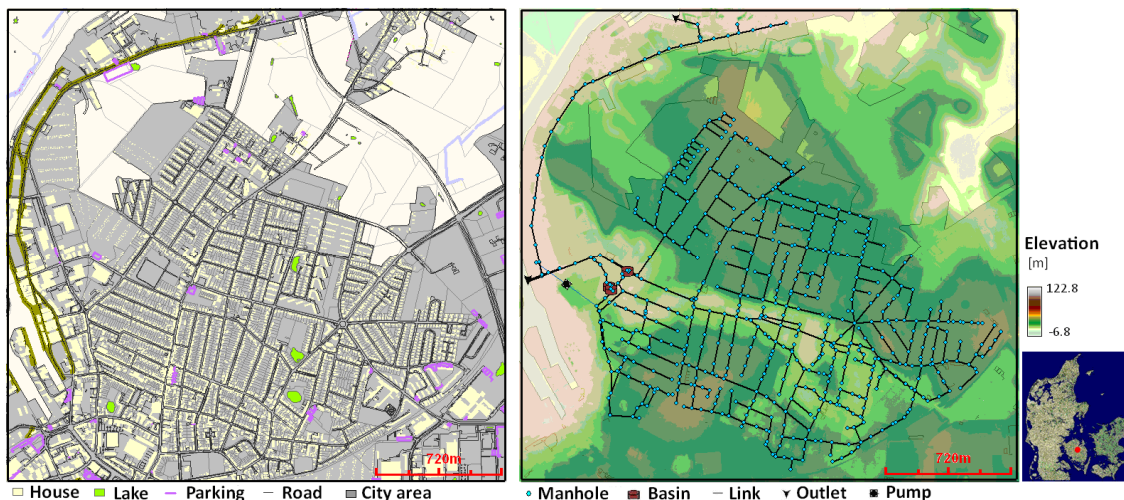 720m
720m
Elevation
[m]
122.8
-6.8
House Lake Parking Road City area
Manhole Basin Link Outlet Pump